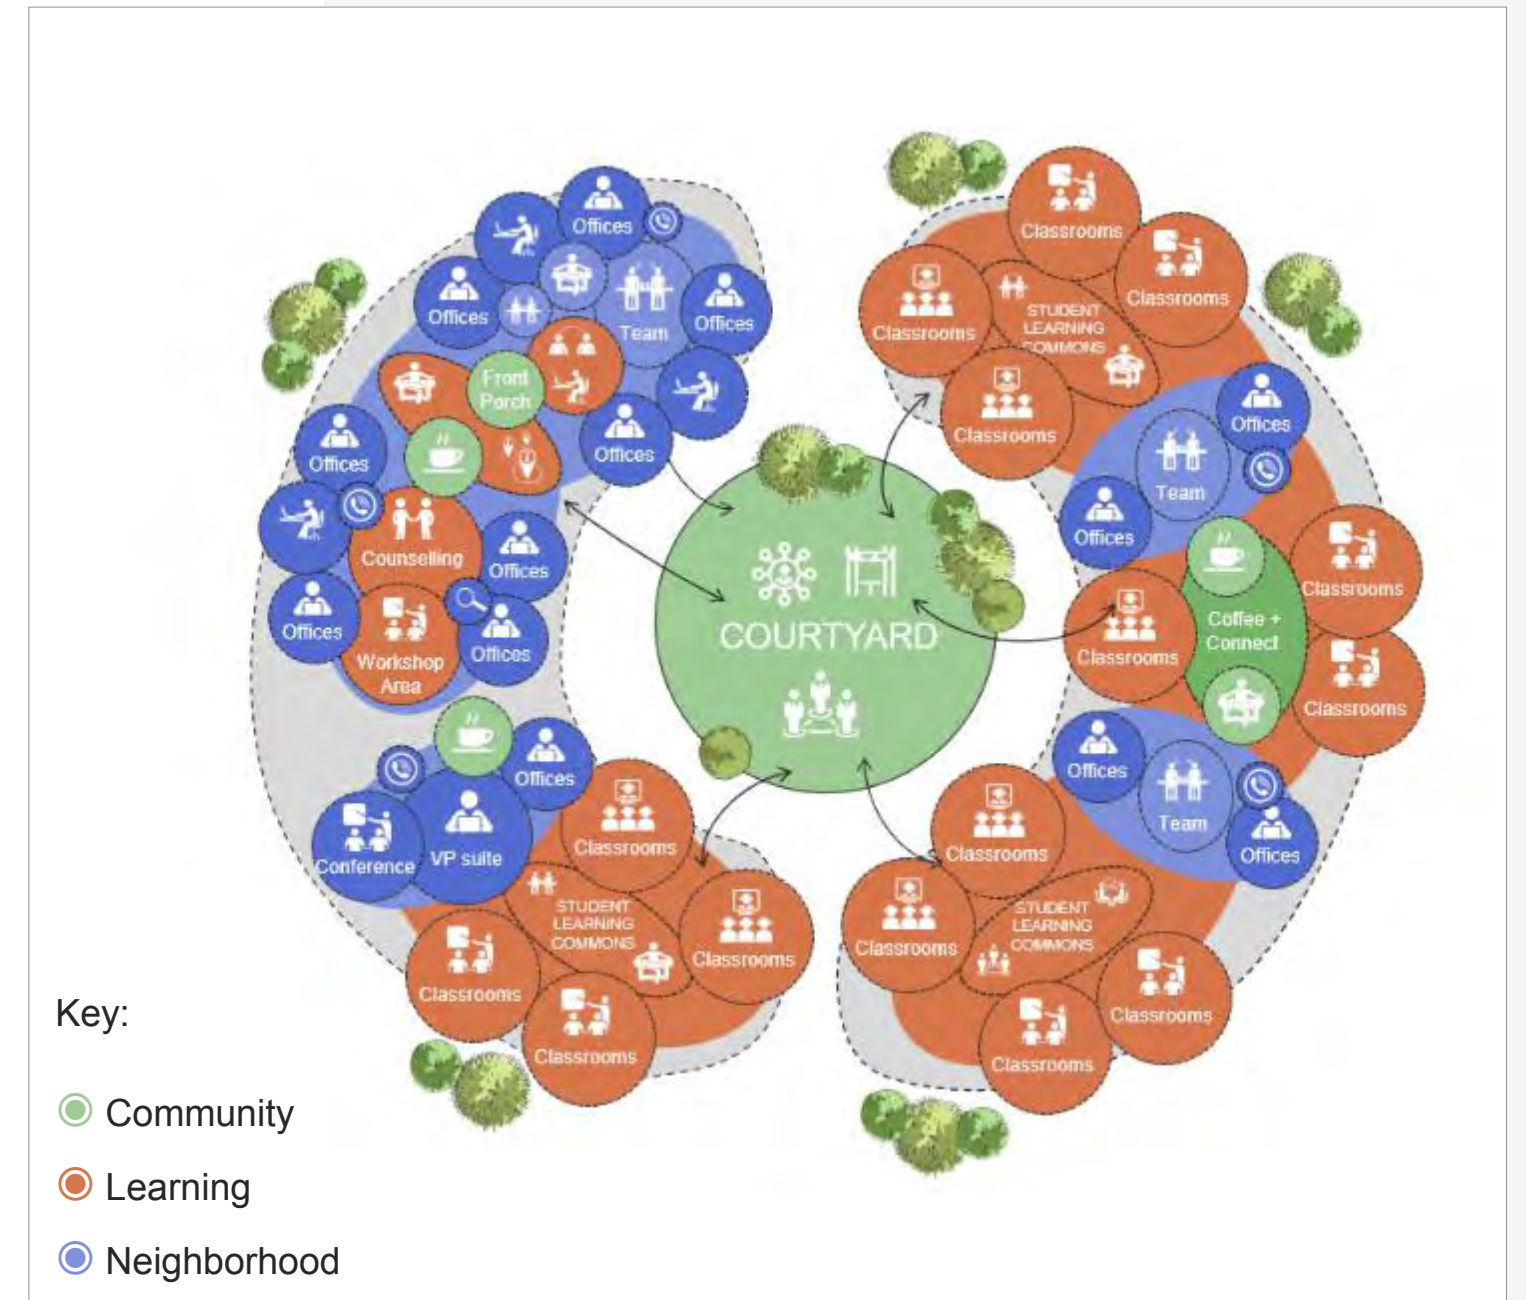 Offices
Offices
Team
Offices
Front
Porch
Offices
Offices
Counselling
Offices
Offices
Workshop
Area
Offices
Offices
Conference
VP suite
Classrooms
STUDENT
LEARNING
COMMONS
Classrooms
Classrooms
Classrooms
COURTYARD
Classrooms
Classrooms
Classrooms
STUDENT
LEARNING
COMMONS
Classrooms
Offices
Team
Offices
Classrooms
Coffee +
Connect
Classrooms
Classrooms
Offices
Team
Offices
Classrooms
Classrooms
STUDENT
LEARNING
COMMONS
Classrooms
Classrooms
Key:
Community
Learning
Neighborhood